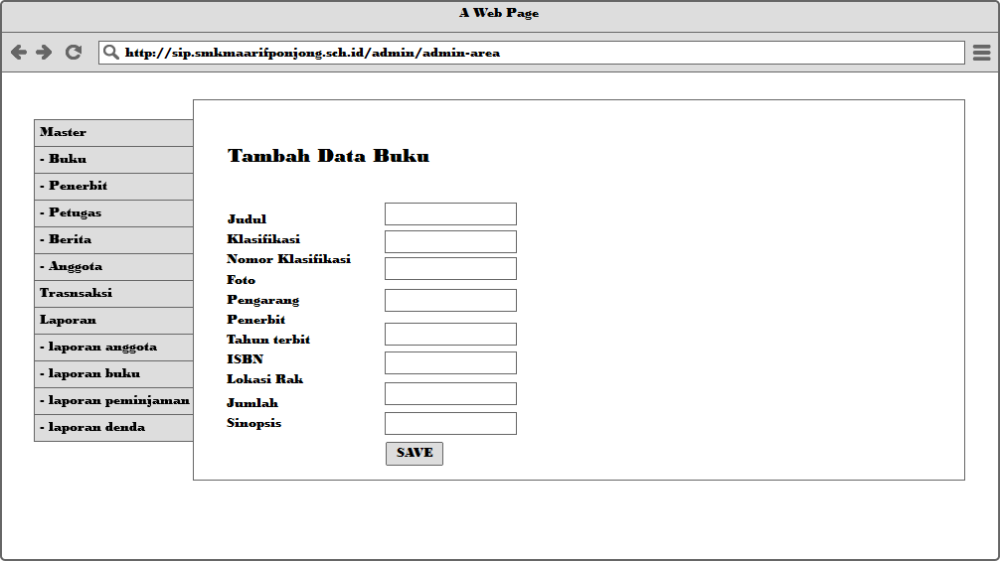 A Web Page
http://sip.smkmaarifponjong.sch.id/admin/admin-area
Master
- Buku
- Penerbit
- Petugas
- Berita
- Anggota
Trasnsaksi
Laporan
- laporan anggota
- laporan buku
- laporan peminjaman
- laporan denda
Tambah Data Buku
Judul
Klasifikasi
Nomor Klasifikasi
Foto
Pengarang
Penerbit
Tahun terbit
ISBN
Lokasi Rak
Jumlah
Sinopsis
SAVE